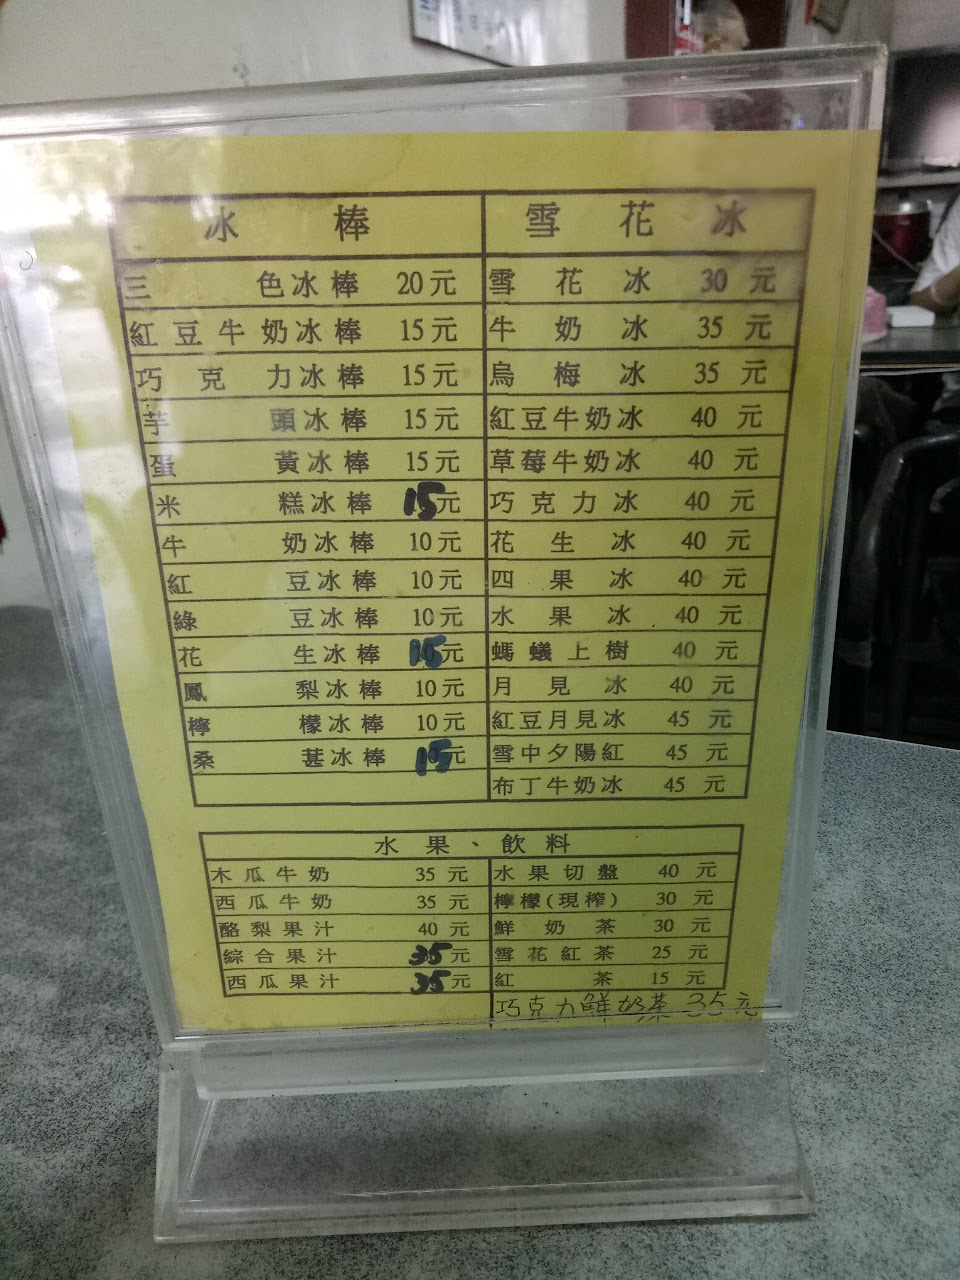 冰棒
三色冰棒 20元
紅豆牛奶冰棒 15元
巧克力冰棒 15元
芋頭冰棒 15元
蛋黃冰棒 15元
米糕冰棒 15元
牛奶冰棒 10元
紅豆冰棒 10元
綠豆冰棒 10元
花生冰棒 15元
鳳梨冰棒 10元
檸檬冰棒 10元
桑葚冰棒 15元
雪花冰
雪花冰 30元
牛奶冰 35元
烏梅冰 35元
紅豆牛奶冰 40元
草莓牛奶冰 40元
巧克力冰 40元
花生冰 40元
四果冰 40元
水果冰 40元
螞蟻上樹 40元
月見冰 40元
紅豆月見冰 45元
雪中夕陽紅 45元
布丁牛奶冰 45元
水果、飲料
木瓜牛奶 35元
西瓜牛奶 35元
酪梨果汁 40元
綜合果汁 35元
西瓜果汁 35元
水果切盤 40元
檸檬(現榨) 30元
鮮奶茶 30元
雪花紅茶 25元
紅茶 15元
巧克力鮮奶茶 35元